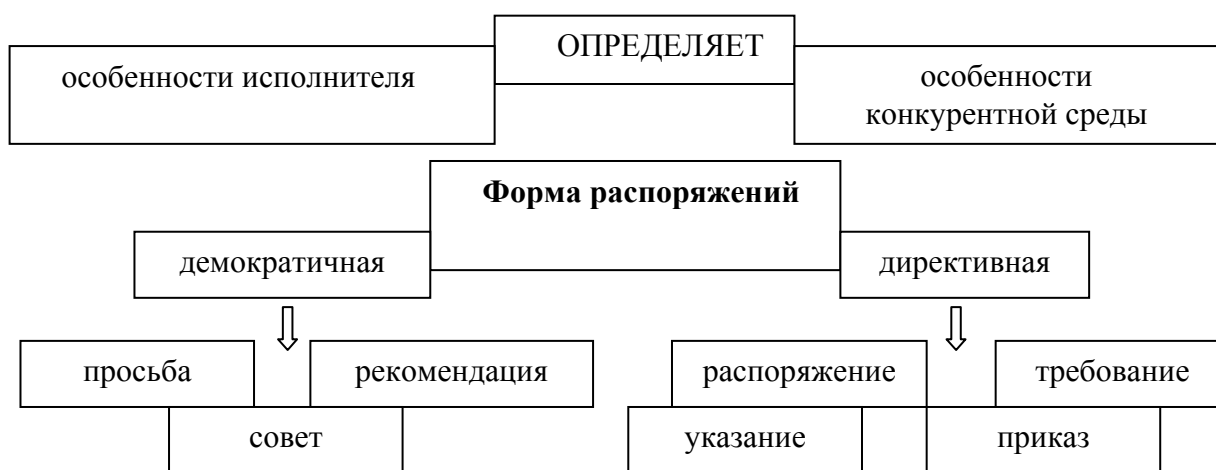 ОПРЕДЕЛЯЕТ
особенности исполнителя
особенности
конкурентной среды
Форма распоряжений
демократичная
директивная
просьба
рекомендация
распоряжение
требование
совет
указание
приказ